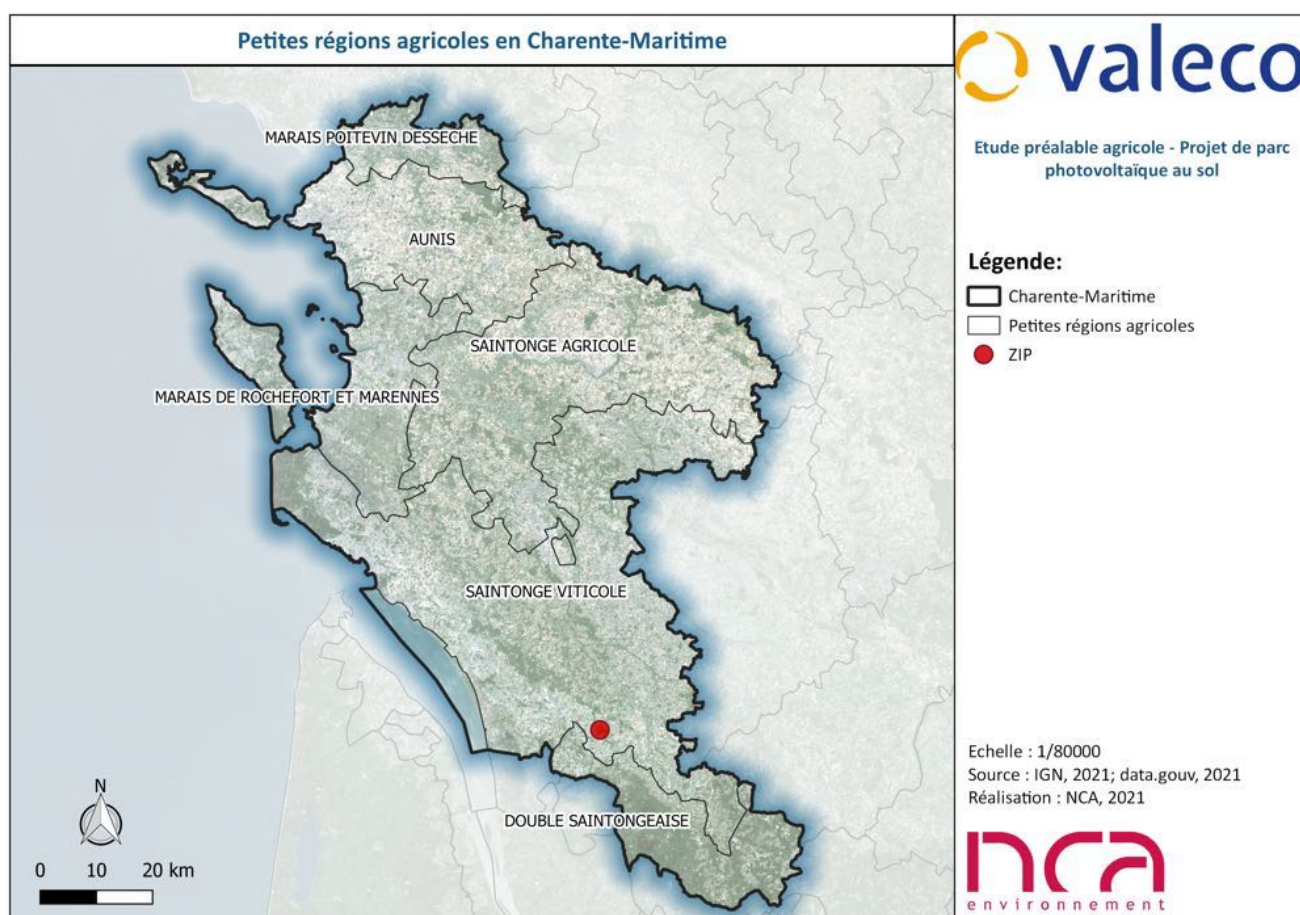 Petites régions agricoles en Charente-Maritime
MARAIS POITEVIN DESSECHE
AUNIS
SAINTONGE AGRICOLE
MARAIS DE ROCHEFORT ET MARENNES
SAINTONGE VITICOLE
DOUBLE SAINTONGEAISE
N
0 10 20 km
valeco
Etude préalable agricole - Projet de parc
photovoltaïque au sol
Légende:
Charente-Maritime
Petites régions agricoles
ZIP
Echelle : 1/80000
Source : IGN, 2021; data.gouv, 2021
Réalisation : NCA, 2021
nca
environnement